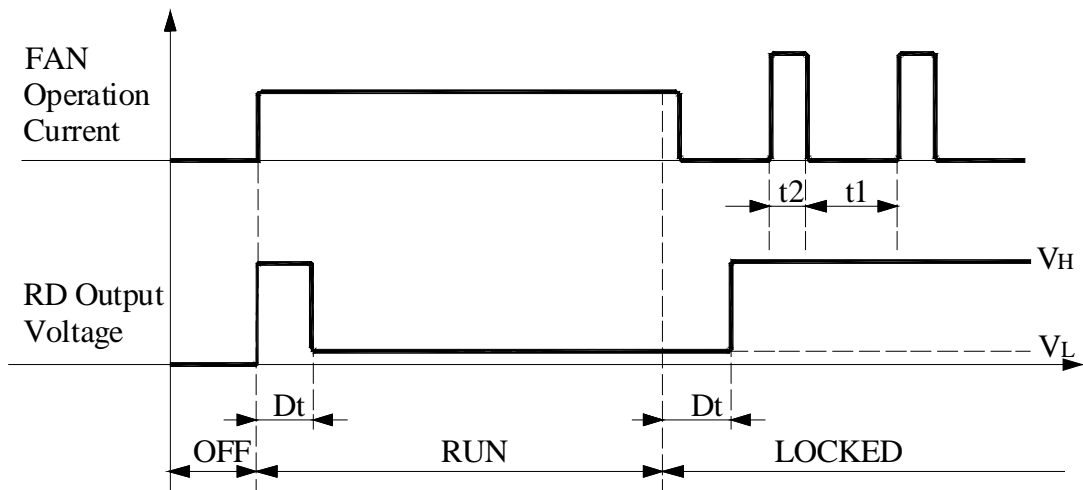 FAN
Operation
Current
t2
t1
VH
RD Output
Voltage
VL
Dt
Dt
OFF
RUN
LOCKED